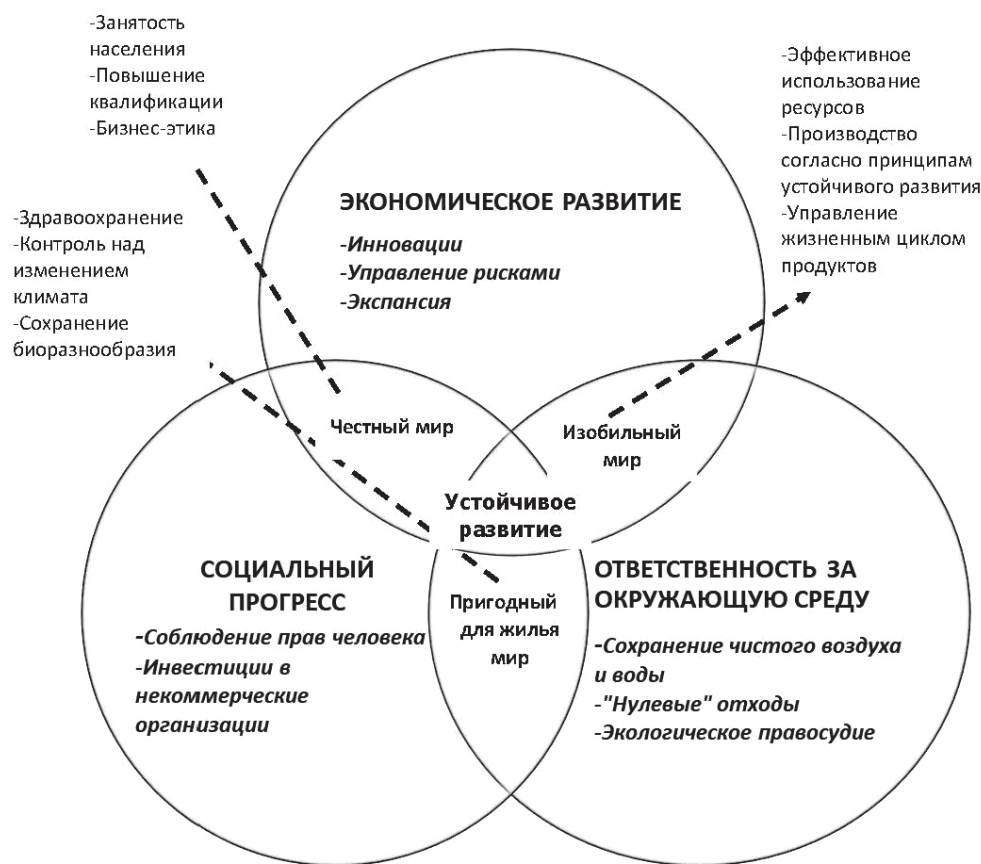 -Занятость
населения
-Повышение
квалификации
-Бизнес-этика
-Эффективное
использование
ресурсов
-Производство
согласно принципам
устойчивого развития
-Управление
жизненным циклом
продуктов
-Здравоохранение
-Контроль над
изменением
климата
-Сохранение
биоразнообразия
ЭКОНОМИЧЕСКОЕ РАЗВИТИЕ
-Инновации
-Управление рисками
-Экспансия
Честный мир
Изобильный
мир
Устойчивое
развитие
СОЦИАЛЬНЫЙ
ПРОГРЕСС
-Соблюдение прав человека
-Инвестиции в
некоммерческие
организации
Пригодный
для жилья
мир
ОТВЕТСТВЕННОСТЬ ЗА
ОКРУЖАЮЩУЮ СРЕДУ
-Сохранение чистого воздуха
и воды
-"Нулевые" отходы
-Экологическое правосудие